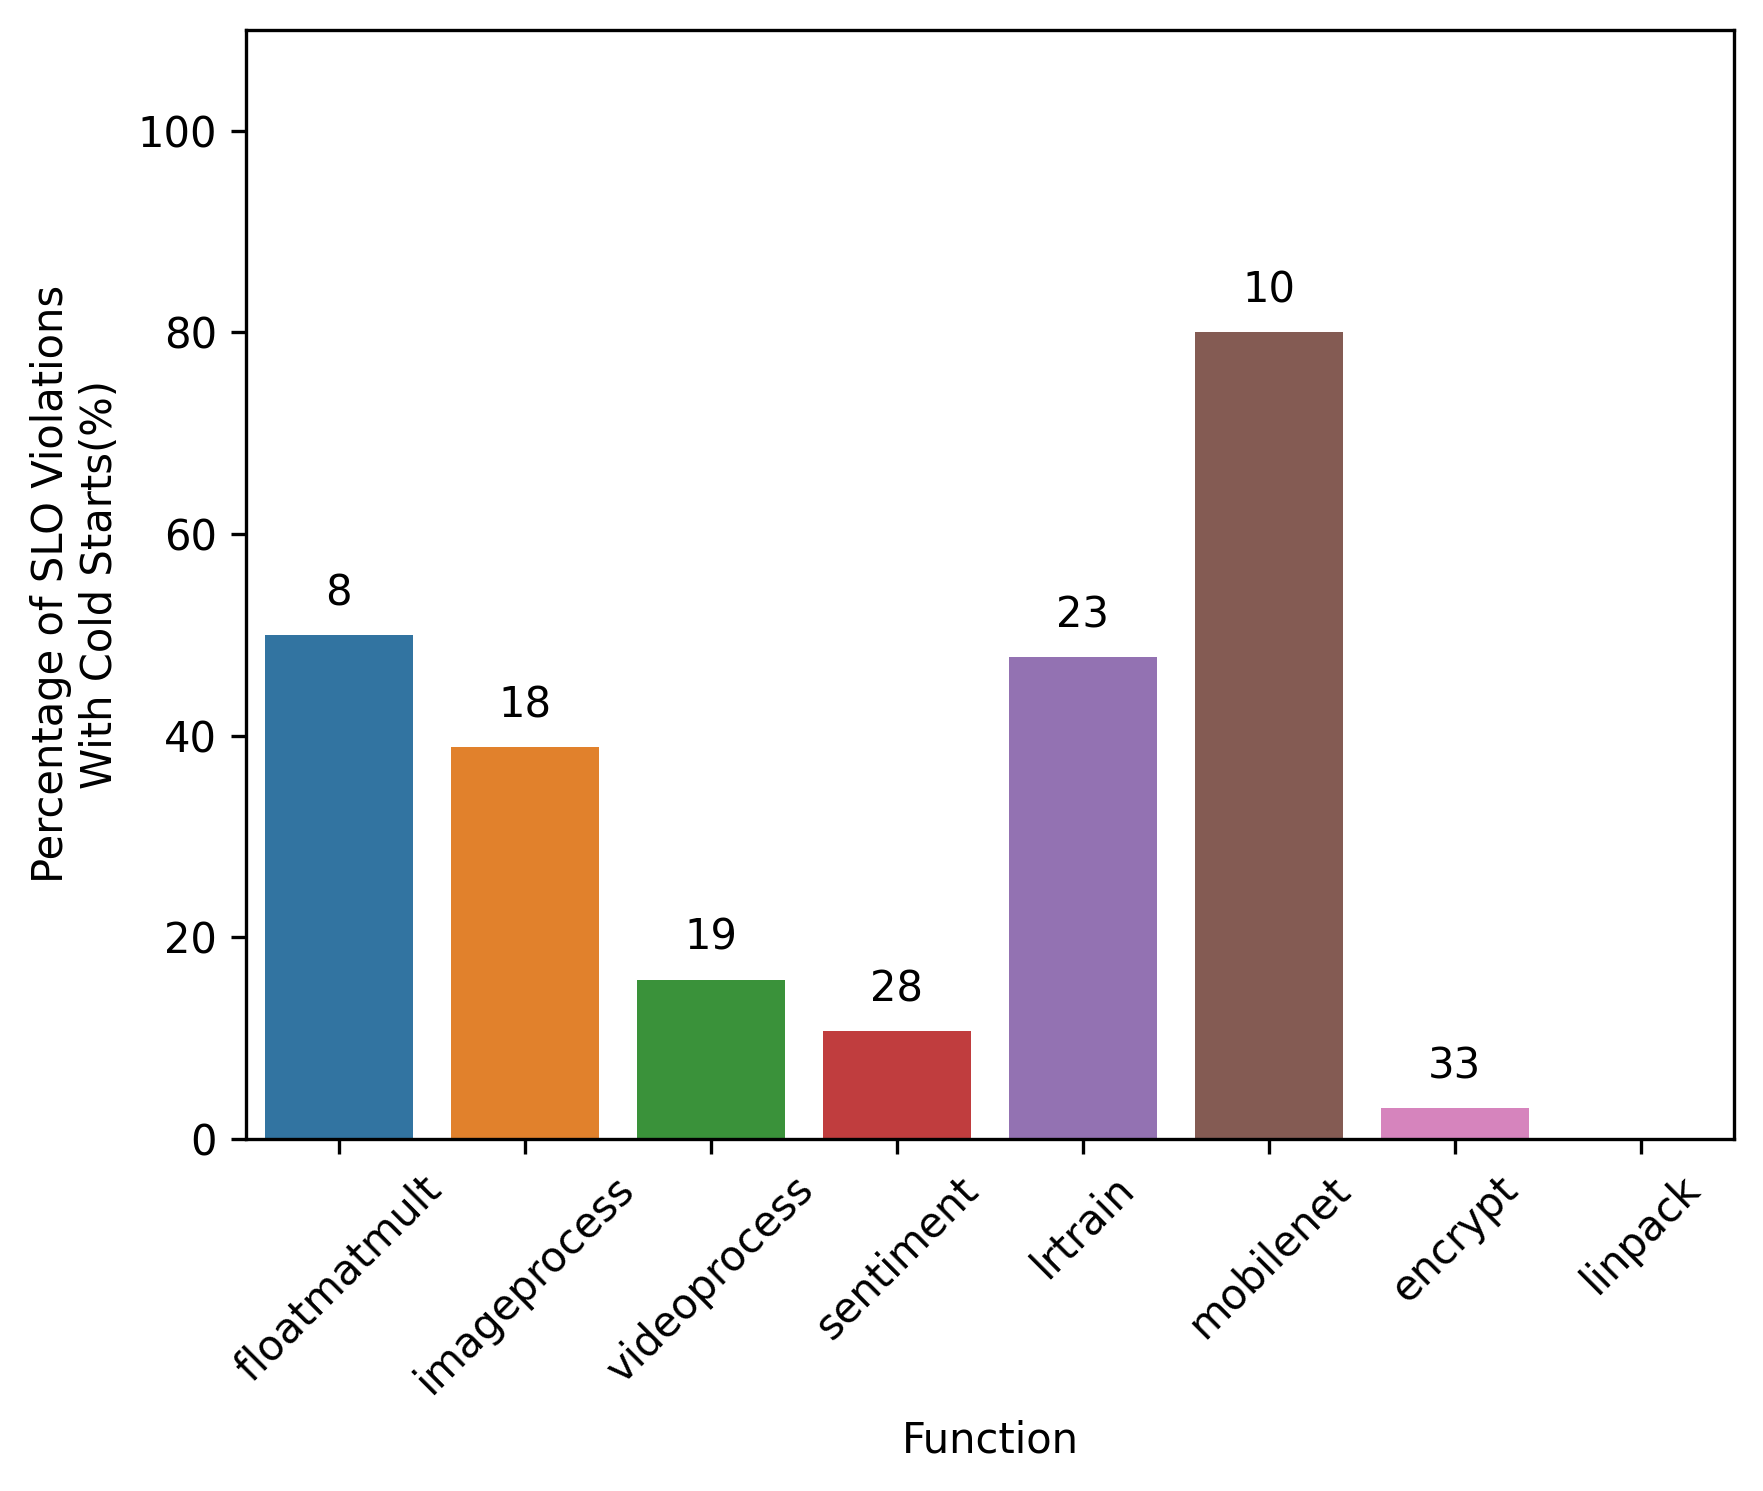 Percentage of SLO Violations
With Cold Starts(%)
100
80
60
40
20
0
8
18
19
28
23
10
33
floatmatmult
imageprocess
videoprocess
sentiment
lrtrain
mobilenet
encrypt
linpack
Function